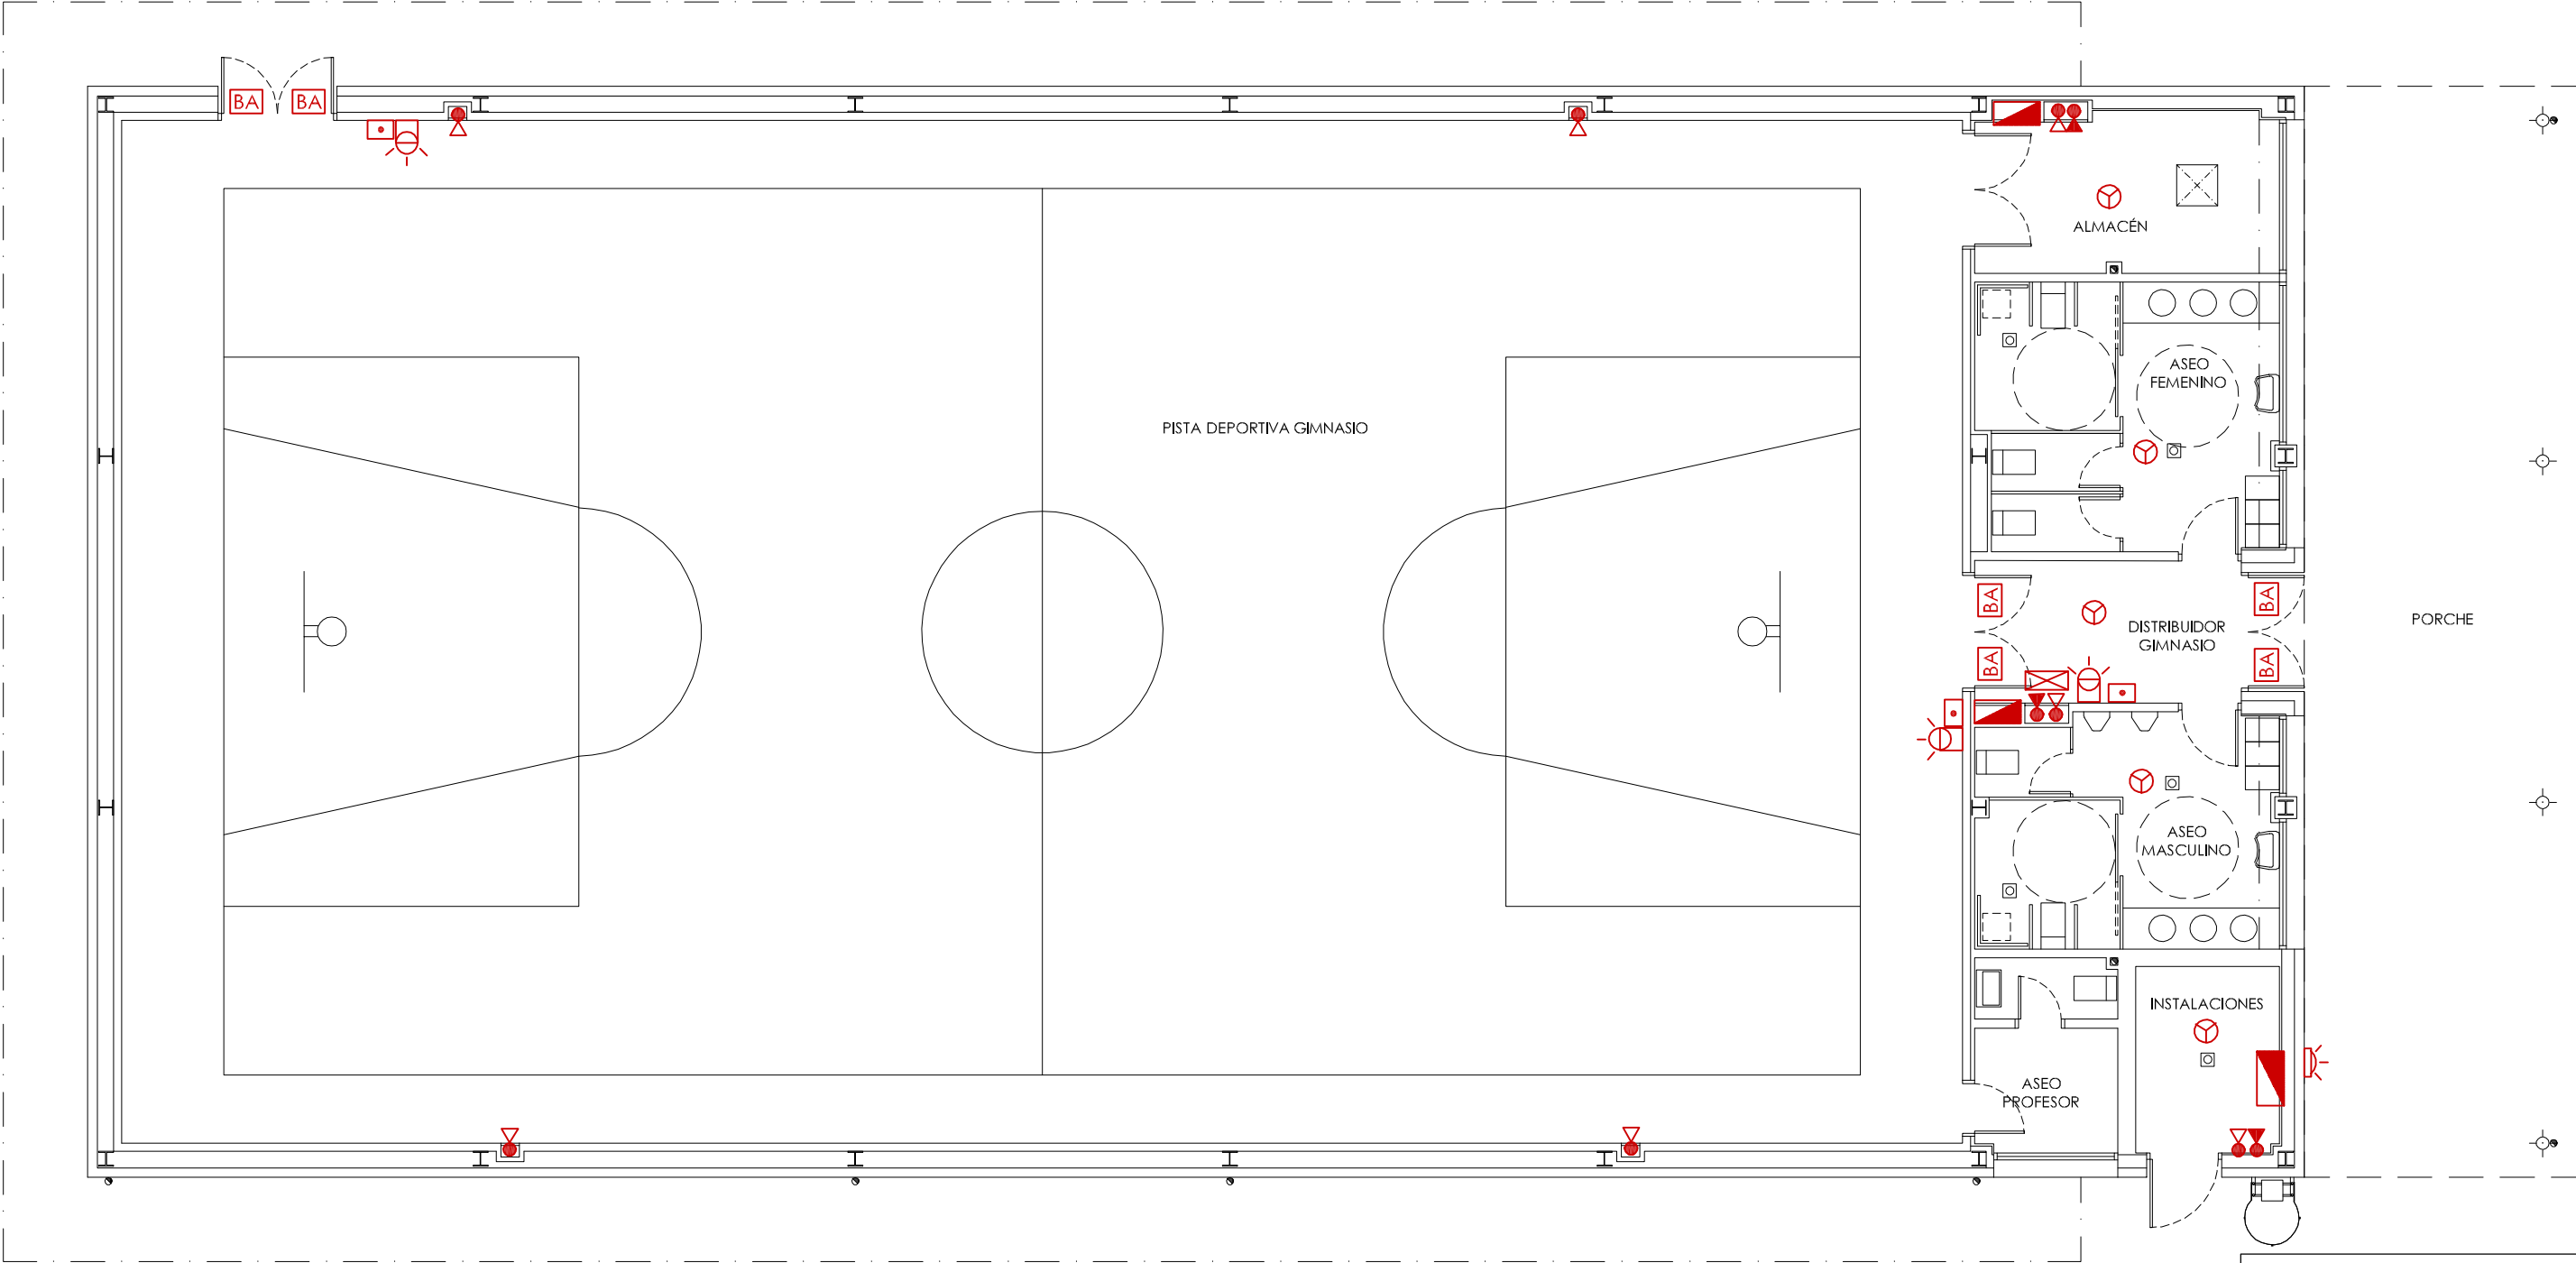 BA BA
ALMACÉN
ASEO
FEMENINO
PISTA DEPORTIVA GIMNASIO
BA
BA
DISTRIBUIDOR
GIMNASIO
BA
BA
PORCHE
ASEO
MASCULINO
INSTALACIONES
ASEO
PROFESOR